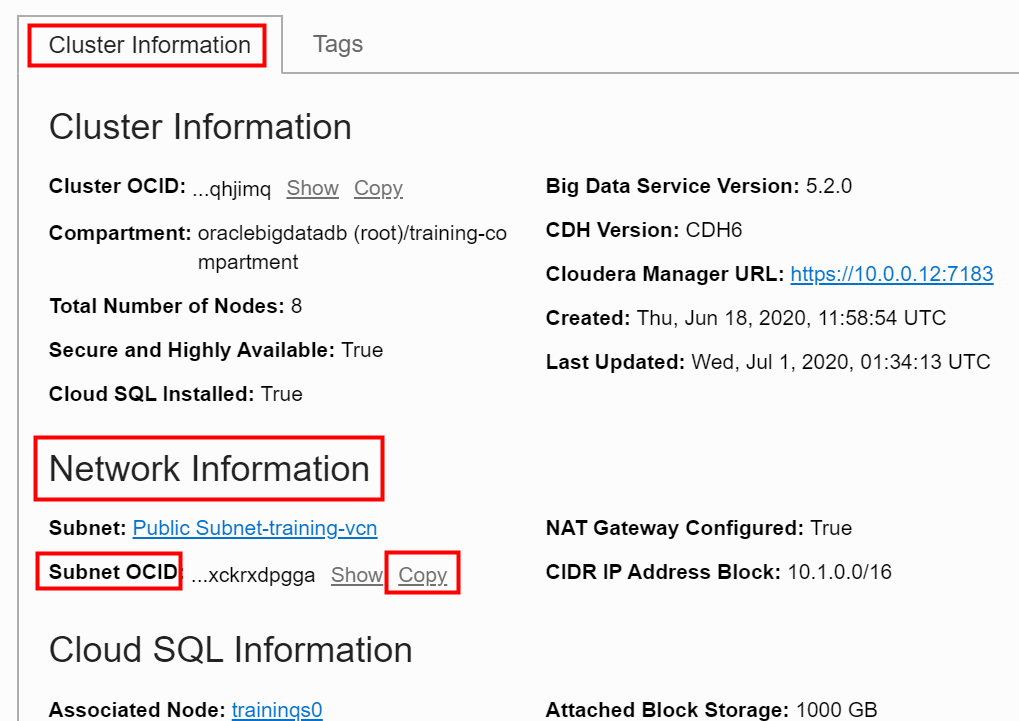 Cluster Information
Tags
Cluster Information
Cluster OCID: ...qhjimq Show Copy
Compartment: oraclebigdatadb (root)/training-co
mpartment
Total Number of Nodes: 8
Secure and Highly Available: True
Cloud SQL Installed: True
Big Data Service Version: 5.2.0
CDH Version: CDH6
Cloudera Manager URL: https://10.0.0.12:7183
Created: Thu, Jun 18, 2020, 11:58:54 UTC
Last Updated: Wed, Jul 1, 2020, 01:34:13 UTC
Network Information
Subnet: Public Subnet-training-vcn
Subnet OCID: ...xckrxdpgga Show Copy
NAT Gateway Configured: True
CIDR IP Address Block: 10.1.0.0/16
Cloud SQL Information
Associated Node: traininqs0
Attached Block Storage: 1000 GB